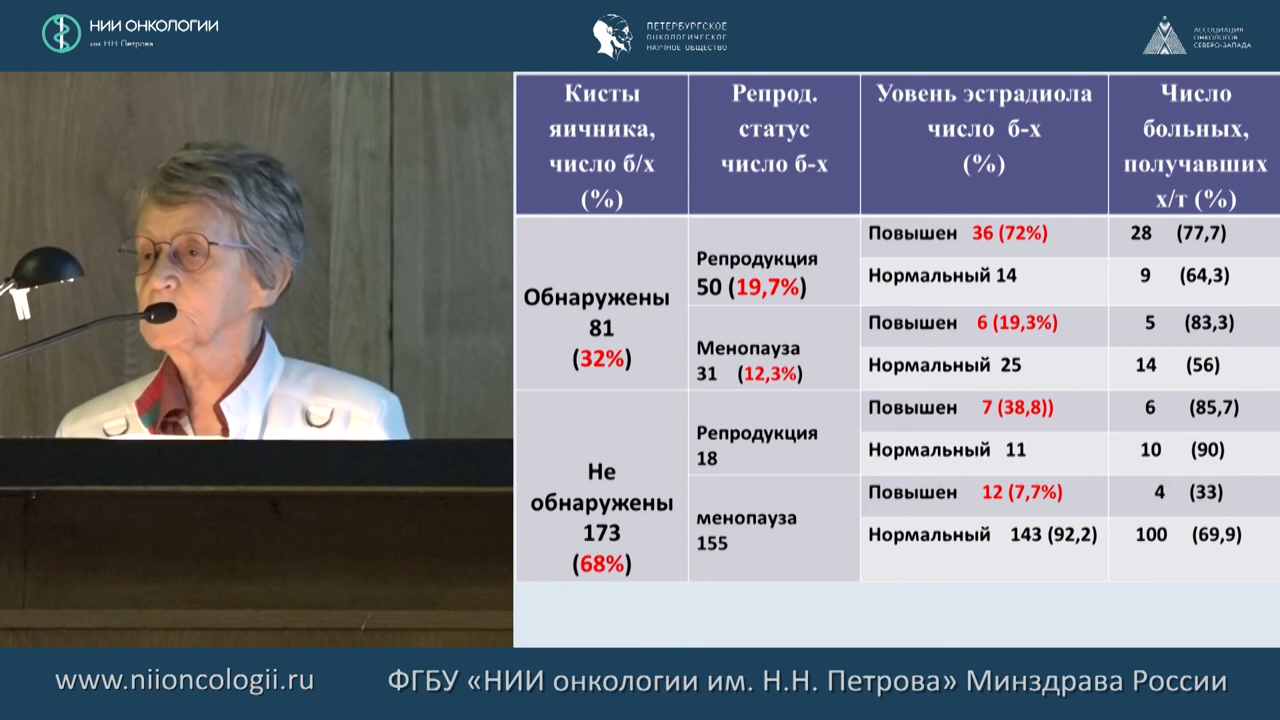 НИИ ОНКОЛОГИИ
им. Н.Н. Петрова
ПЕТЕРБУРГСКОЕ
ОНКОЛОГИЧЕСКОЕ
НАУЧНОЕ ОБЩЕСТВО
АССОЦИАЦИЯ
ОНКОЛОГОВ
СЕВЕРО-ЗАПАДА
Кисты
яичника,
число б/х
(%)
Репрод.
статус
число б-х
Уовень эстрадиола
число б-х
(%)
Число
больных,
получавших
х/т (%)
Обнаружены
81
(32%)
Репродукция
50 (19,7%)
Повышен 36 (72%)
28 (77,7)
Нормальный 14
9 (64,3)
Менопауза
31 (12,3%)
Повышен 6 (19,3%)
5 (83,3)
Нормальный 25
14 (56)
Не
обнаружены
173
(68%)
Репродукция
18
Повышен 7 (38,8))
6 (85,7)
Нормальный 11
10 (90)
менопауза
155
Повышен 12 (7,7%)
4 (33)
Нормальный 143 (92,2)
100 (69,9)
www.niioncologii.ru
ФГБУ «НИИ онкологии им. Н.Н. Петрова» Минздрава России